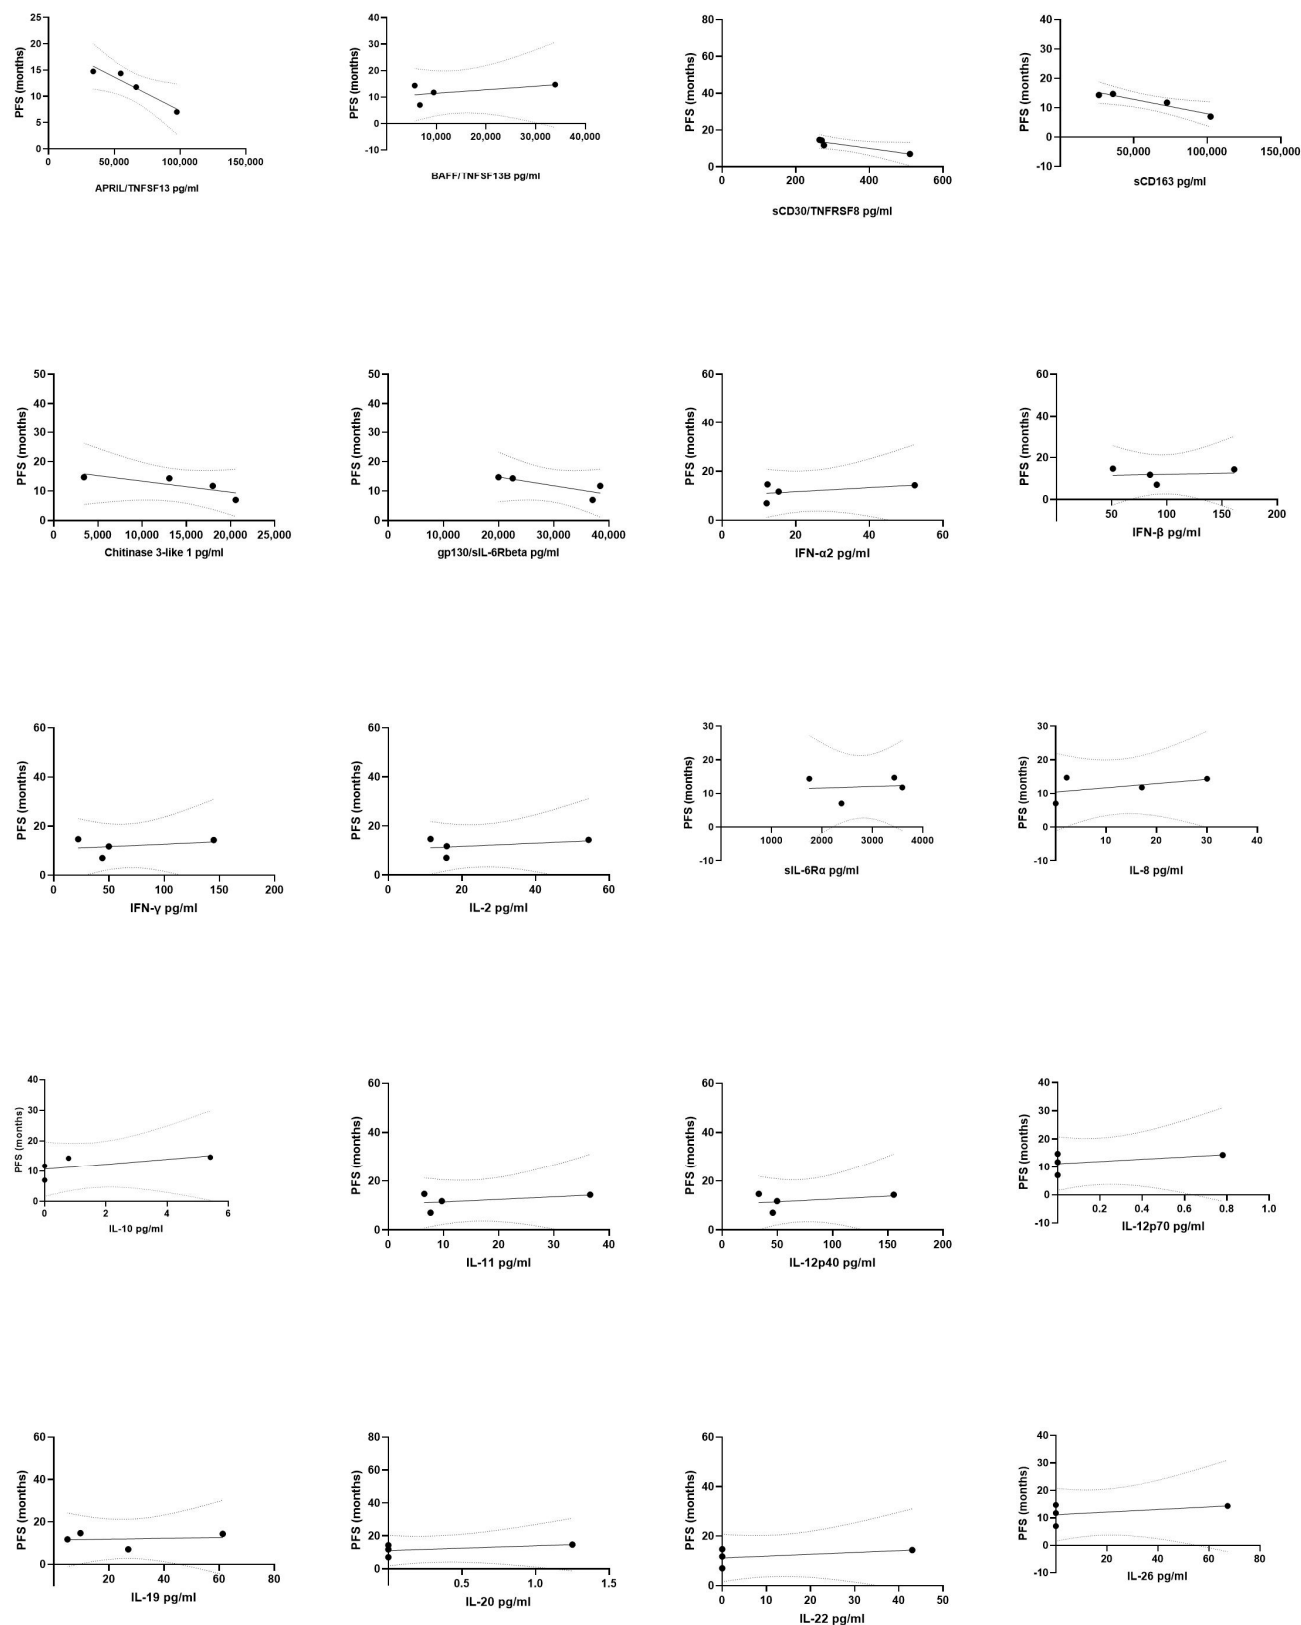 PFS (months)
25
20
15
10
5
0
0 50,000 100,000 150,000
APRIL/TNFSF13 pg/ml
PFS (months)
40
30
20
10
0
-10
10,000 20,000 30,000 40,000
BAFF/TNFSF13B pg/ml
PFS (months)
80
60
40
20
0
0 200 400 600
sCD30/TNFRSF8 pg/ml
PFS (months)
40
30
20
10
0
-10
50,000 100,000 150,000
sCD163 pg/ml
PFS (months)
50
40
30
20
10
0
0 5,000 10,000 15,000 20,000 25,000
Chitinase 3-like 1 pg/ml
PFS (months)
50
40
30
20
10
0
0 10,000 20,000 30,000 40,000
gp130/sIL-6Rbeta pg/ml
PFS (months)
60
40
20
0
0 20 40 60
IFN-α2 pg/ml
PFS (months)
60
40
20
0
50 100 150 200
IFN-β pg/ml
PFS (months)
60
40
20
0
0 50 100 150 200
IFN-γ pg/ml
PFS (months)
60
40
20
0
0 20 40 60
IL-2 pg/ml
PFS (months)
30
20
10
0
-10
1000 2000 3000 4000
sIL-6Rα pg/ml
PFS (months)
30
20
10
0
-10
10 20 30 40
IL-8 pg/ml
PFS (months)
40
30
20
10
0
0 2 4 6
IL-10 pg/ml
PFS (months)
60
40
20
0
0 10 20 30 40
IL-11 pg/ml
PFS (months)
60
40
20
0
0 50 100 150 200
IL-12p40 pg/ml
PFS (months)
40
30
20
10
0
-10
0.2 0.4 0.6 0.8 1.0
IL-12p70 pg/ml
PFS (months)
60
40
20
0
20 40 60 80
IL-19 pg/ml
PFS (months)
80
60
40
20
0
0.5 1.0 1.5
IL-20 pg/ml
PFS (months)
60
40
20
0
0 10 20 30 40 50
IL-22 pg/ml
PFS (months)
40
30
20
10
0
-10
20 40 60 80
IL-26 pg/ml